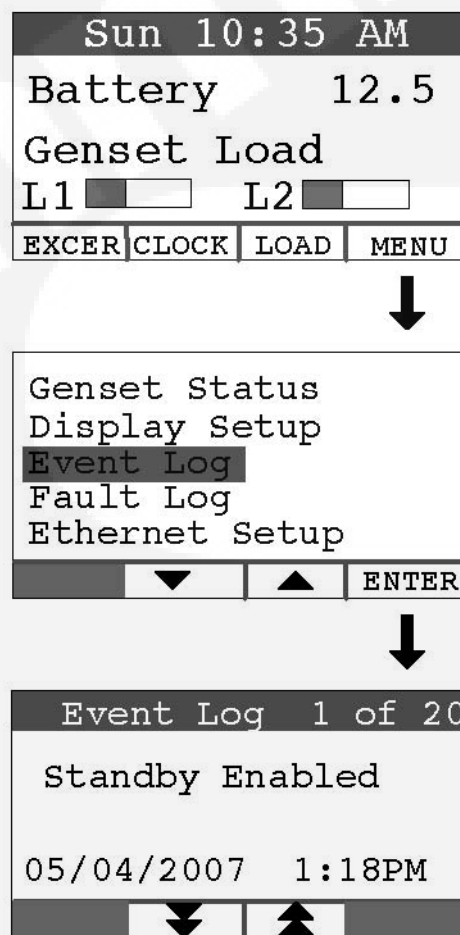 Sun 10:35 AM
Battery 12.5
Genset Load
L1 L2
EXCER CLOCK LOAD MENU
Genset Status
Display Setup
Event Log
Fault Log
Ethernet Setup
ENTER
Event Log 1 of 20
Standby Enabled
05/04/2007 1:18PM